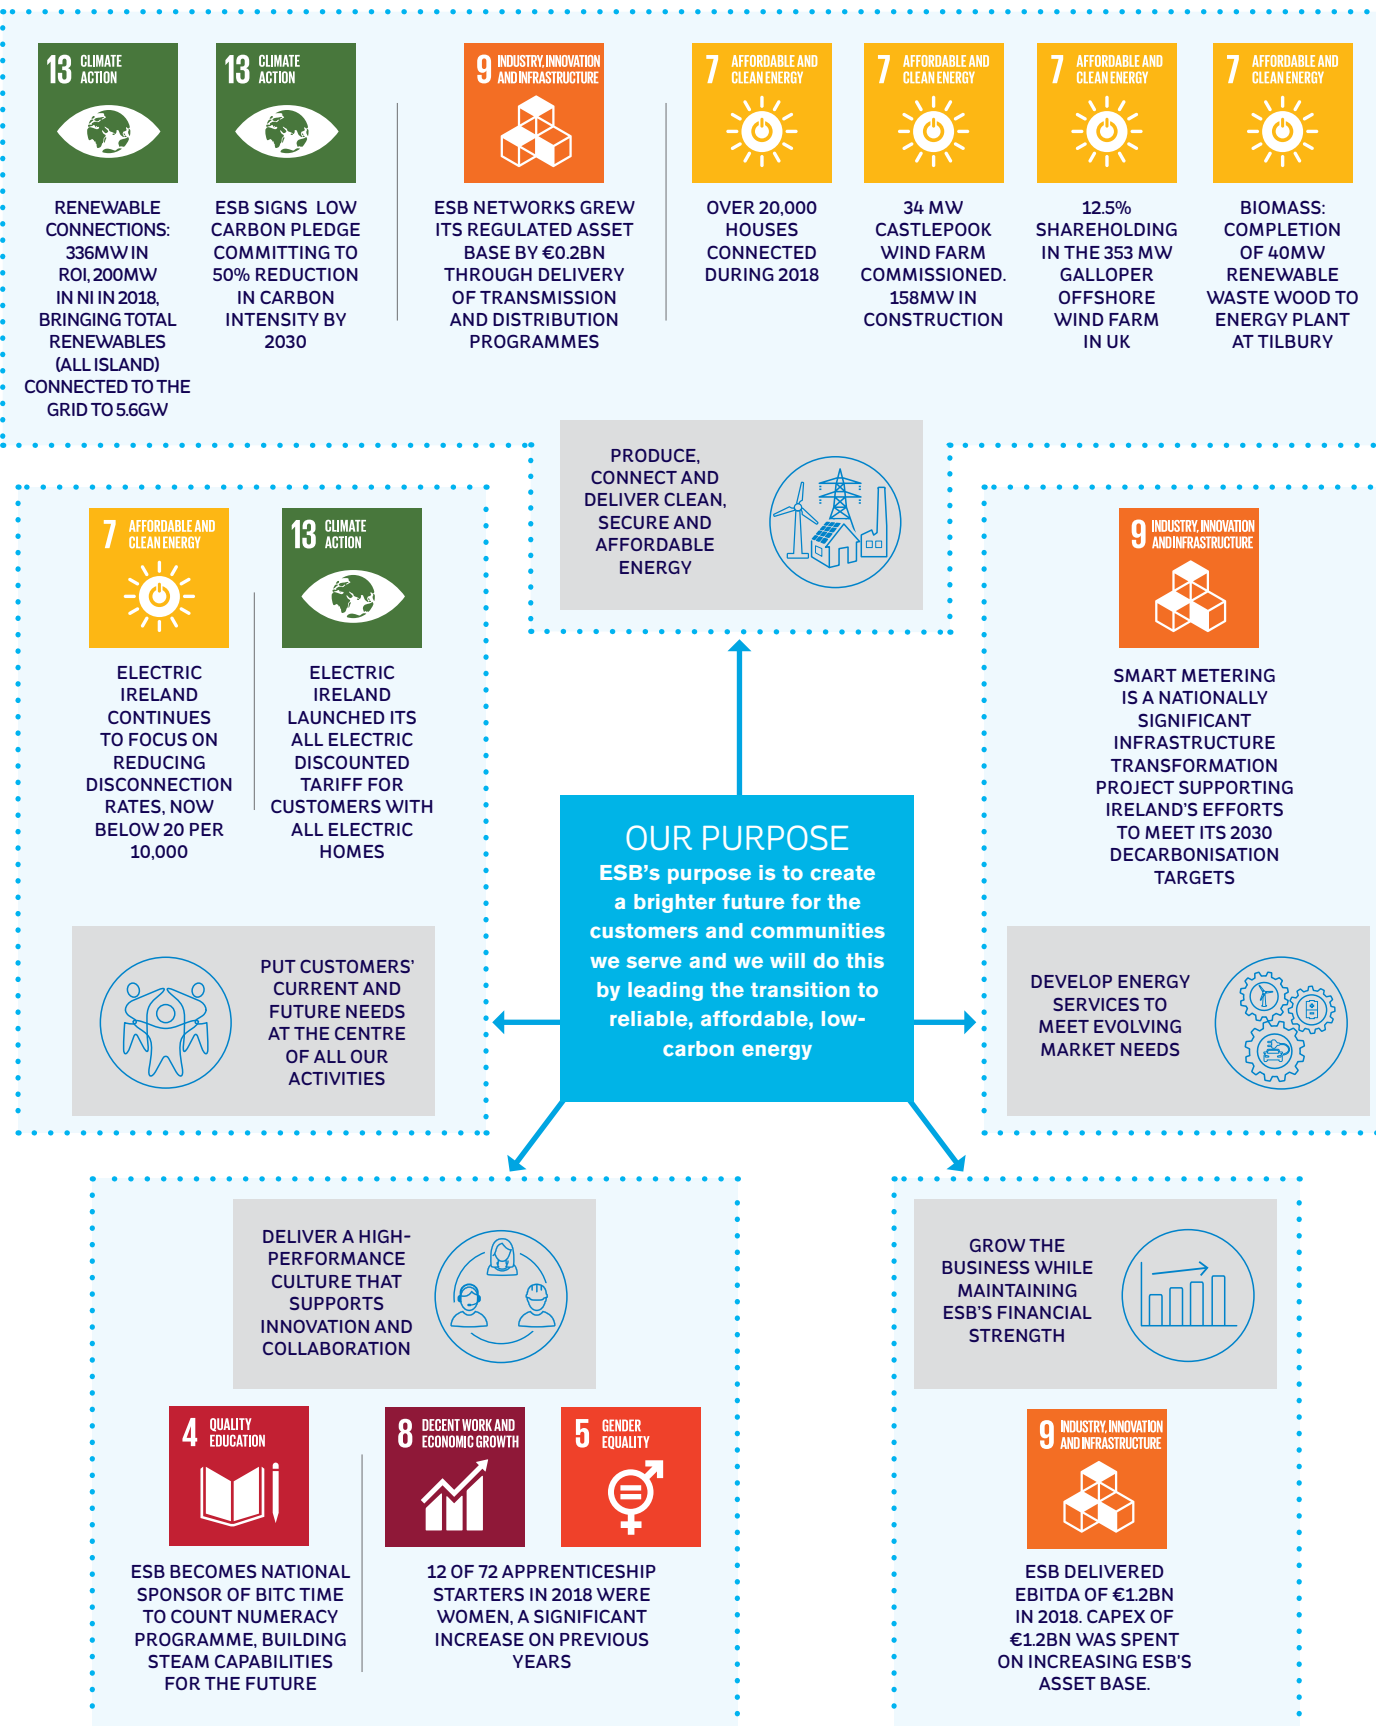 13 CLIMATE
ACTION
RENEWABLE
CONNECTIONS:
336MW IN
ROI, 200MW
IN NI IN 2018,
BRINGING TOTAL
RENEWABLES
(ALL ISLAND)
CONNECTED TO THE
GRID TO 5.6GW
13 CLIMATE
ACTION
ESB SIGNS LOW
CARBON PLEDGE
COMMITTING TO
50% REDUCTION
IN CARBON
INTENSITY BY
2030
9 INDUSTRY, INNOVATION
AND INFRASTRUCTURE
ESB NETWORKS GREW
ITS REGULATED ASSET
BASE BY €0.2BN
THROUGH DELIVERY
OF TRANSMISSION
AND DISTRIBUTION
PROGRAMMES
7 AFFORDABLE AND
CLEAN ENERGY
OVER 20,000
HOUSES
CONNECTED
DURING 2018
7 AFFORDABLE AND
CLEAN ENERGY
34 MW
CASTLEPOOK
WIND FARM
COMMISSIONED.
158MW IN
CONSTRUCTION
7 AFFORDABLE AND
CLEAN ENERGY
12.5%
SHAREHOLDING
IN THE 353 MW
GALLOPER
OFFSHORE
WIND FARM
IN UK
7 AFFORDABLE AND
CLEAN ENERGY
BIOMASS:
COMPLETION
OF 40MW
RENEWABLE
WASTE WOOD TO
ENERGY PLANT
AT TILBURY
PRODUCE,
CONNECT AND
DELIVER CLEAN,
SECURE AND
AFFORDABLE
ENERGY
7 AFFORDABLE AND
CLEAN ENERGY
ELECTRIC
IRELAND
CONTINUES
TO FOCUS ON
REDUCING
DISCONNECTION
RATES, NOW
BELOW 20 PER
10,000
13 CLIMATE
ACTION
ELECTRIC
IRELAND
LAUNCHED ITS
ALL ELECTRIC
DISCOUNTED
TARIFF FOR
CUSTOMERS WITH
ALL ELECTRIC
HOMES
PUT CUSTOMERS'
CURRENT AND
FUTURE NEEDS
AT THE CENTRE
OF ALL OUR
ACTIVITIES
OUR PURPOSE
ESB's purpose is to create
a brighter future for the
customers and communities
we serve and we will do this
by leading the transition to
reliable, affordable, low-
carbon energy
9 INDUSTRY, INNOVATION
AND INFRASTRUCTURE
SMART METERING
IS A NATIONALLY
SIGNIFICANT
INFRASTRUCTURE
TRANSFORMATION
PROJECT SUPPORTING
IRELAND'S EFFORTS
TO MEET ITS 2030
DECARBONISATION
TARGETS
DEVELOP ENERGY
SERVICES TO
MEET EVOLVING
MARKET NEEDS
DELIVER A HIGH-
PERFORMANCE
CULTURE THAT
SUPPORTS
INNOVATION AND
COLLABORATION
4 QUALITY
EDUCATION
ESB BECOMES NATIONAL
SPONSOR OF BITC TIME
TO COUNT NUMERACY
PROGRAMME, BUILDING
STEAM CAPABILITIES
FOR THE FUTURE
8 DECENT WORK AND
ECONOMIC GROWTH
5 GENDER
EQUALITY
12 OF 72 APPRENTICESHIP
STARTERS IN 2018 WERE
WOMEN, A SIGNIFICANT
INCREASE ON PREVIOUS
YEARS
GROW THE
BUSINESS WHILE
MAINTAINING
ESB'S FINANCIAL
STRENGTH
9 INDUSTRY, INNOVATION
AND INFRASTRUCTURE
ESB DELIVERED
EBITDA OF €1.2BN
IN 2018. CAPEX OF
€1.2BN WAS SPENT
ON INCREASING ESB'S
ASSET BASE.